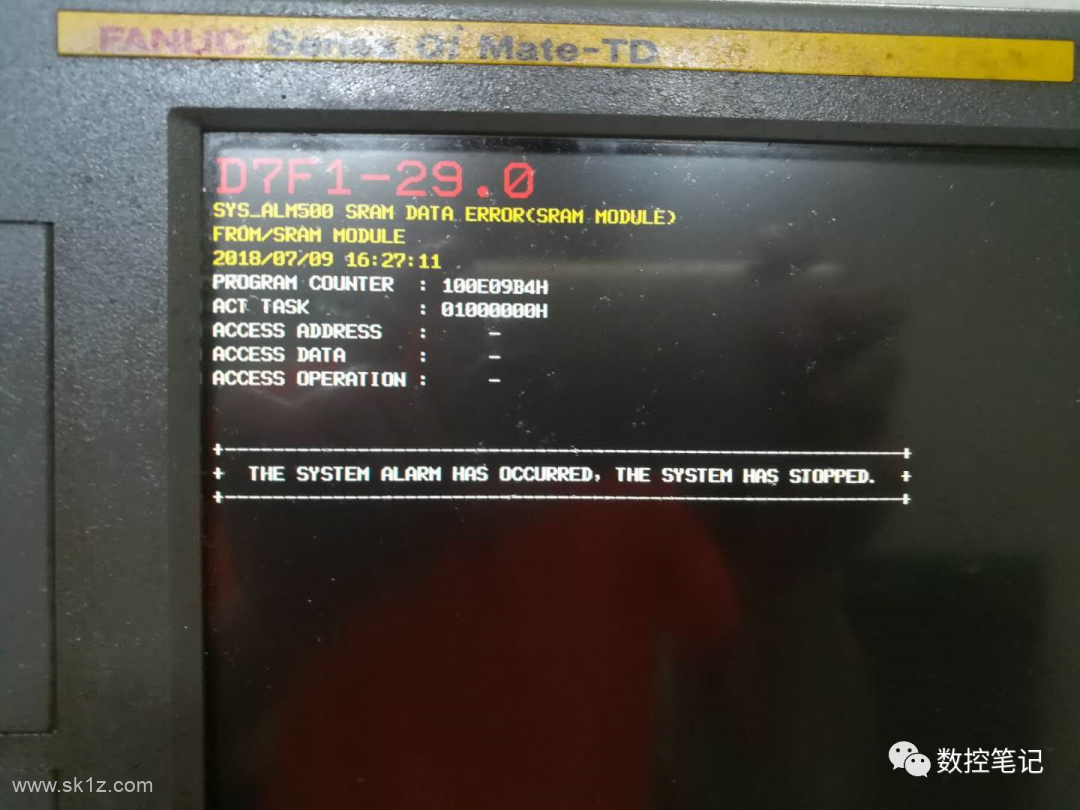 FANUC Series 0i Mate-TD
D7F1-29.0
SYS_ALM500 SRAM DATA ERROR(SRAM MODULE)
FROM/SRAM MODULE
2018/07/09 16:27:11
PROGRAM COUNTER : 100E09B4H
ACT TASK : 01000000H
ACCESS ADDRESS : -
ACCESS DATA : -
ACCESS OPERATION : -
THE SYSTEM ALARM HAS OCCURRED, THE SYSTEM HAS STOPPED.
数控笔记
www.sk1z.com